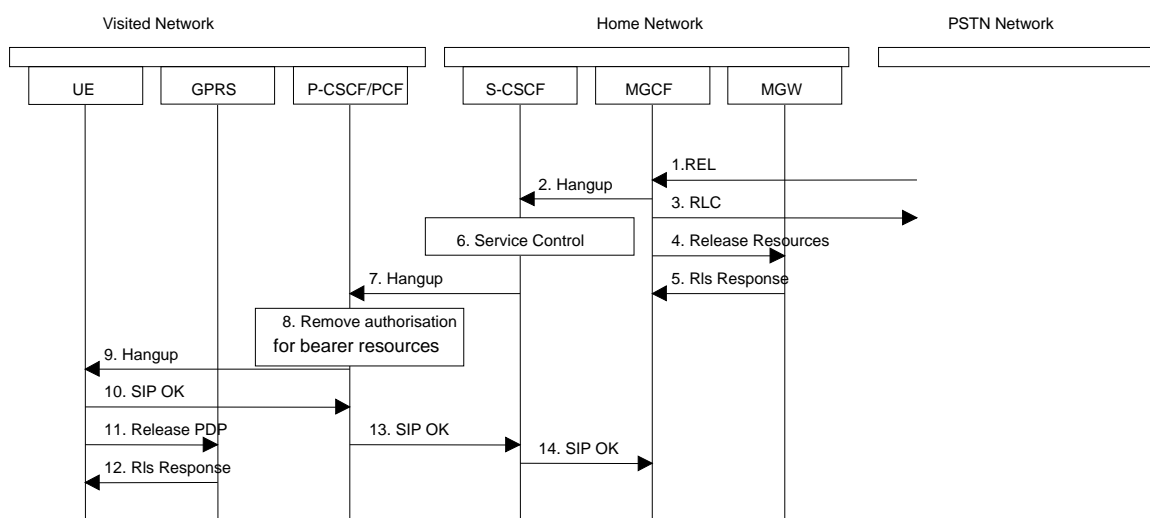 Visited Network
Home Network
PSTN Network
UE
GPRS
P-CSCF/PCF
S-CSCF
MGCF
MGW
1.REL
2. Hangup
3. RLC
6. Service Control
4. Release Resources
7. Hangup
5. Rls Response
8. Remove authorisation
for bearer resources
9. Hangup
10. SIP OK
11. Release PDP
13. SIP OK
14. SIP OK
12. Rls Response